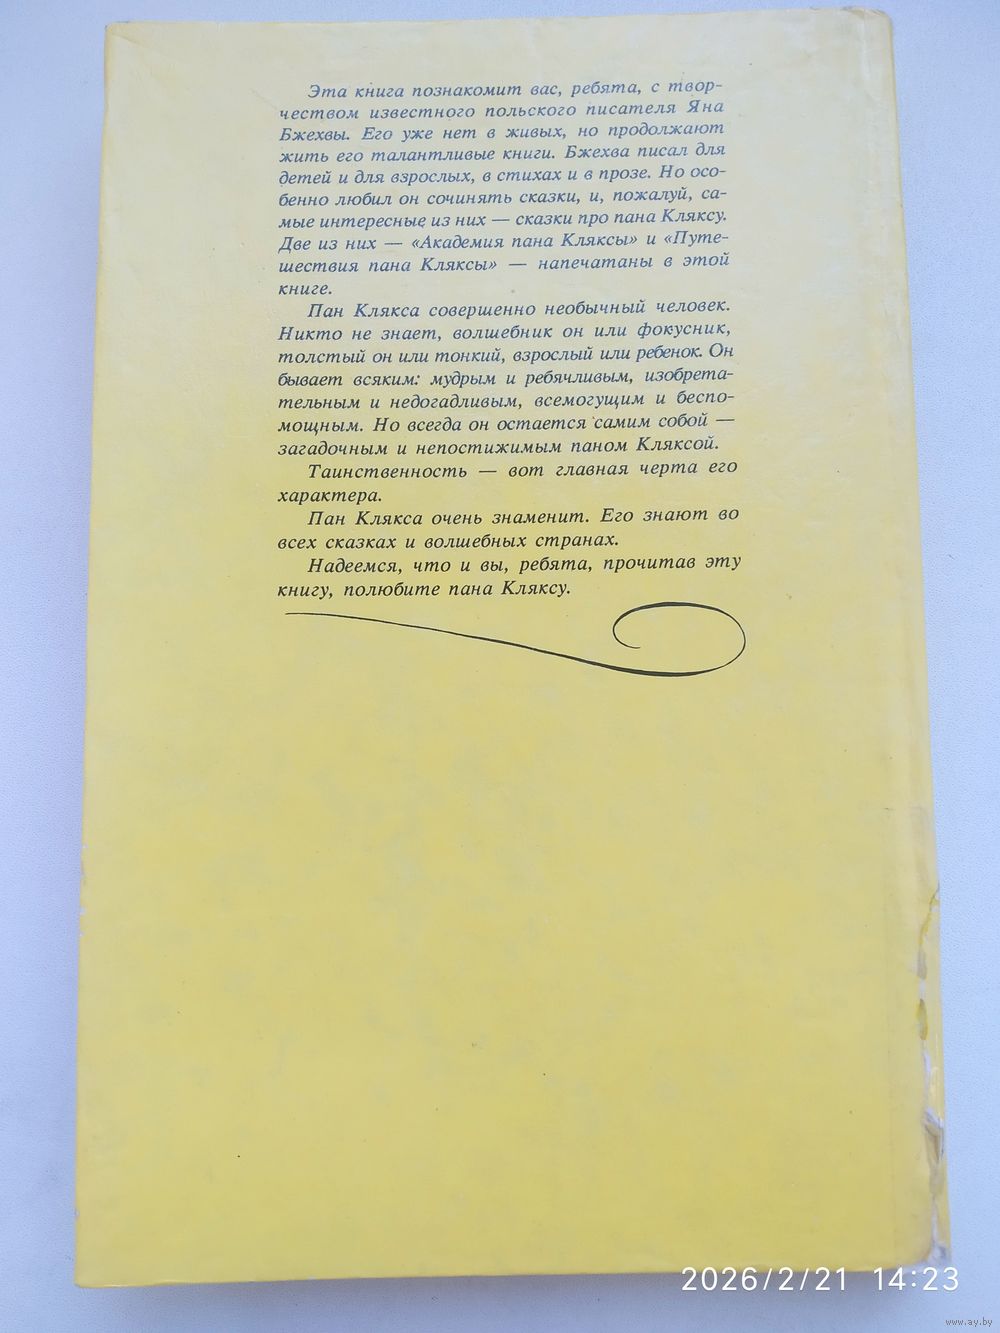 Эта книга познакомит вас, ребята, с твор-
чеством известного польского писателя Яна
Бжехвы. Его уже нет в живых, но продолжают
жить его талантливые книги. Бжехва писал для
детей и для взрослых, в стихах и в прозе. Но осо-
бенно любил он сочинять сказки, и, пожалуй, са-
мые интересные из них — сказки про пана Кляксу.
Две из них — «Академия пана Кляксы» и «Путе-
шествия пана Кляксы» — напечатаны в этой
книге.
Пан Клякса совершенно необычный человек.
Никто не знает, волшебник он или фокусник,
толстый он или тонкий, взрослый или ребенок. Он
бывает всяким: мудрым и ребячливым, изобрета-
тельным и недогадливым, всемогущим и беспо-
мощным. Но всегда он остается самим собой —
загадочным и непостижимым паном Кляксой.
Таинственность — вот главная черта его
характера.
Пан Клякса очень знаменит. Его знают во
всех сказках и волшебных странах.
Надеемся, что и вы, ребята, прочитав эту
книгу, полюбите пана Кляксу.
2026/2/21 14:23
www.ay.by